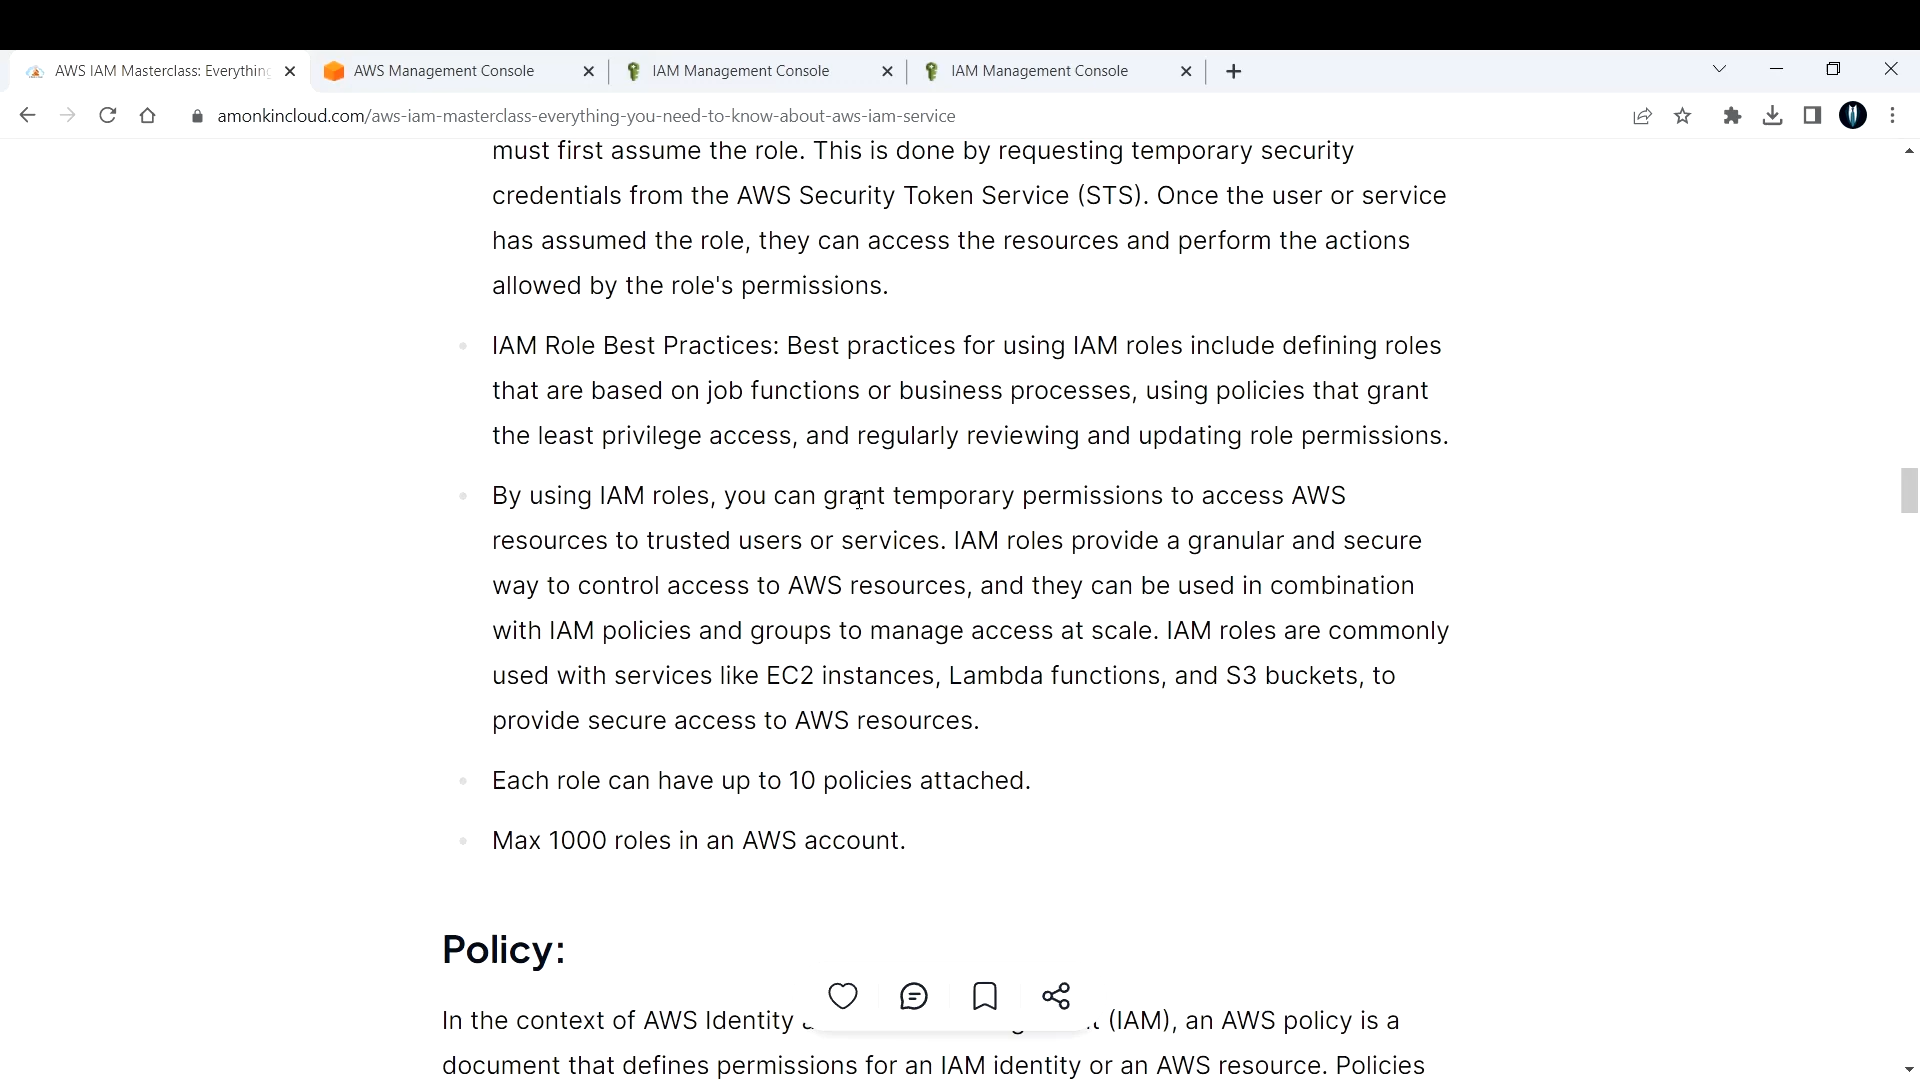 AWS IAM Masterclass: Everything
AWS Management Console
IAM Management Console
IAM Management Console
amonkincloud.com/aws-iam-masterclass-everything-you-need-to-know-about-aws-iam-service
must first assume the role. This is done by requesting temporary security
credentials from the AWS Security Token Service (STS). Once the user or service
has assumed the role, they can access the resources and perform the actions
allowed by the role's permissions.
IAM Role Best Practices: Best practices for using IAM roles include defining roles
that are based on job functions or business processes, using policies that grant
the least privilege access, and regularly reviewing and updating role permissions.
By using IAM roles, you can grant temporary permissions to access AWS
resources to trusted users or services. IAM roles provide a granular and secure
way to control access to AWS resources, and they can be used in combination
with IAM policies and groups to manage access at scale. IAM roles are commonly
used with services like EC2 instances, Lambda functions, and S3 buckets, to
provide secure access to AWS resources.
Each role can have up to 10 policies attached.
Max 1000 roles in an AWS account.
Policy:
In the context of AWS Identity (IAM), an AWS policy is a
document that defines permissions for an IAM identity or an AWS resource. Policies